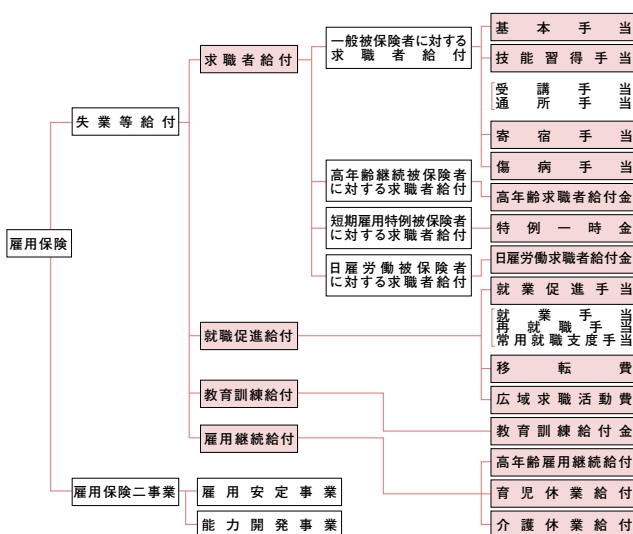 雇用保険
失業等給付
求職者給付
一般被保険者に対する
求職者給付
基本手当
技能習得手当
受講手当
通所手当
寄宿手当
傷病手当
高年齢継続被保険者
に対する求職者給付
高年齢求職者給付金
短期雇用特例被保険者
に対する求職者給付
特例一時金
日雇労働被保険者
に対する求職者給付
日雇労働求職者給付金
就職促進給付
就業促進手当
就業手当
再就職手当
常用就職支度手当
移転費
広域求職活動費
教育訓練給付
教育訓練給付金
雇用継続給付
高年齢雇用継続給付
育児休業給付
介護休業給付
雇用保険二事業
雇用安定事業
能力開発事業